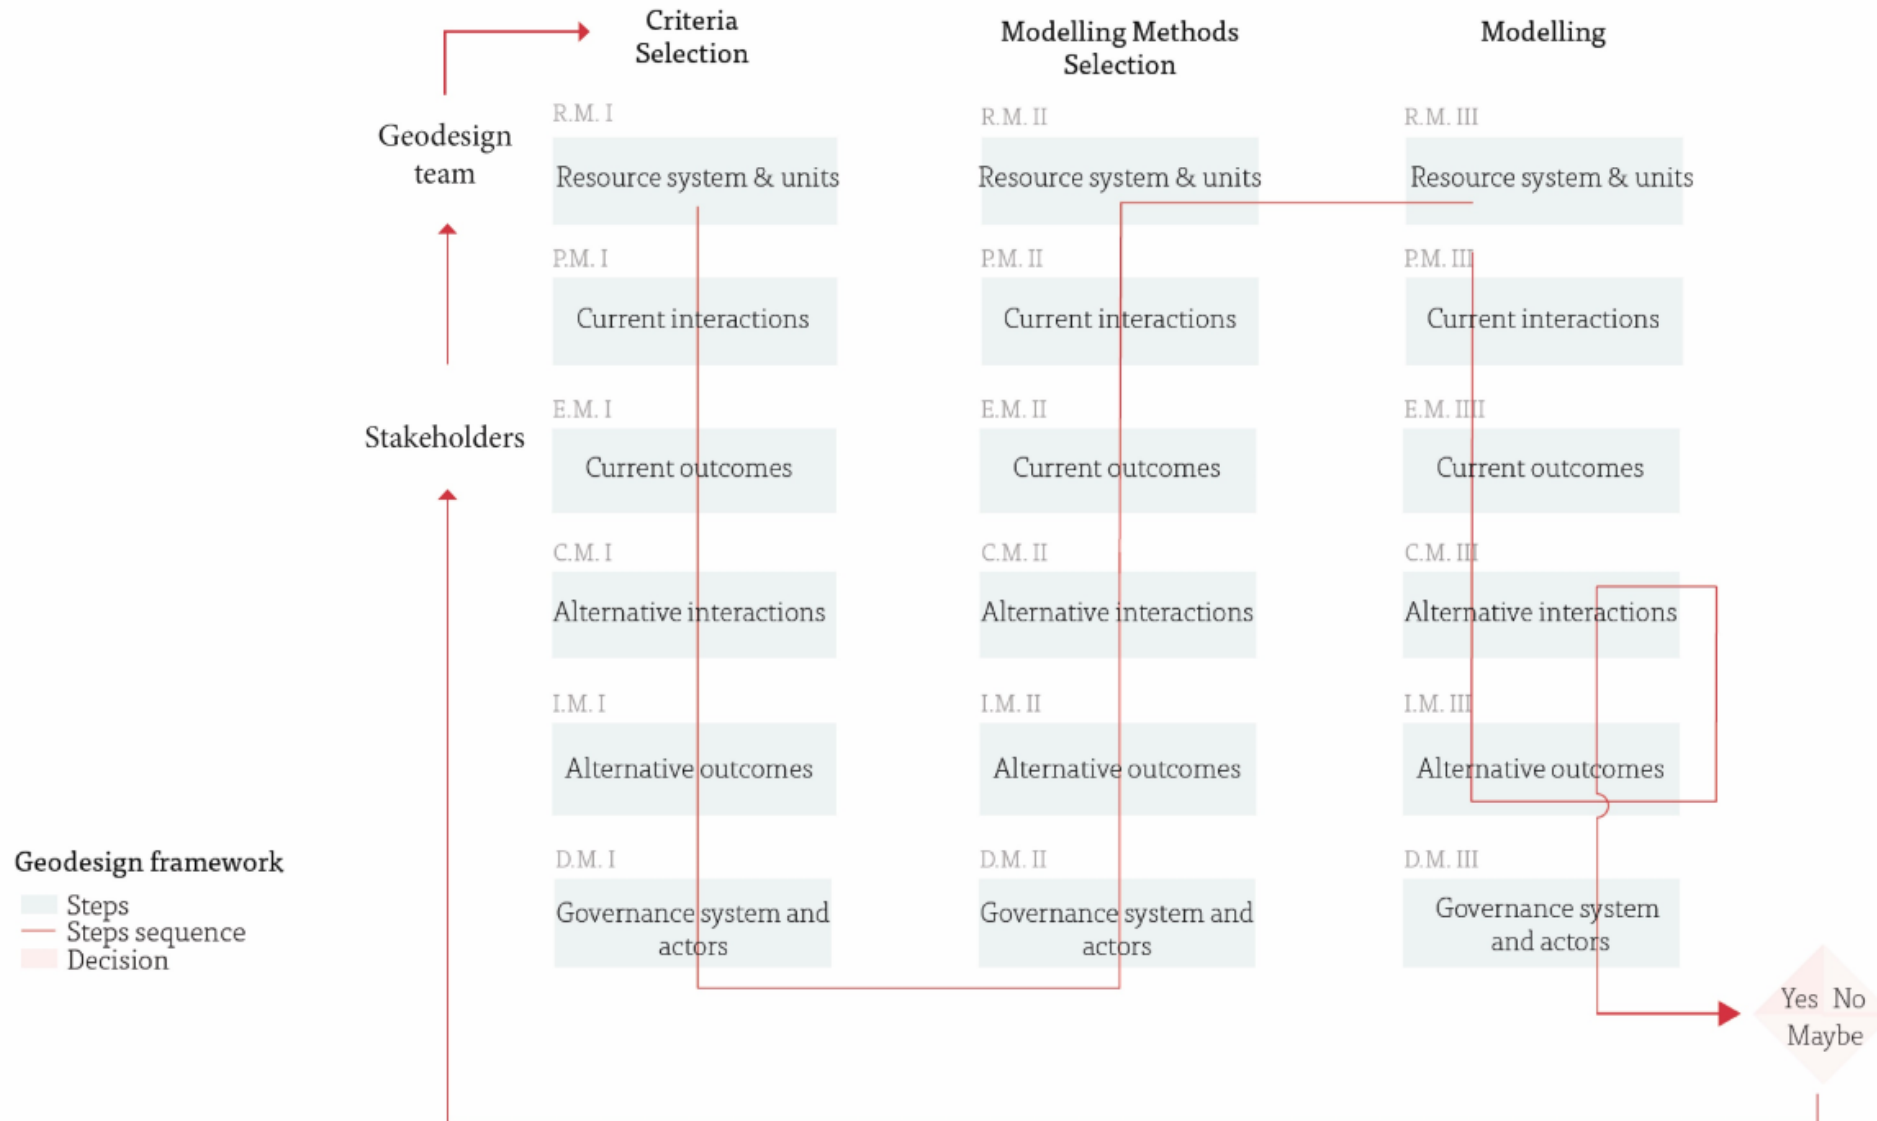 Criteria
Selection
Modelling Methods
Selection
Modelling
Geodesign
team
Stakeholders
R.M. I
Resource system & units
P.M. I
Current interactions
E.M. I
Current outcomes
C.M. I
Alternative interactions
I.M. I
Alternative outcomes
D.M. I
Governance system and
actors
R.M. II
Resource system & units
P.M. II
Current interactions
E.M. II
Current outcomes
C.M. II
Alternative interactions
I.M. II
Alternative outcomes
D.M. II
Governance system and
actors
R.M. III
Resource system & units
P.M. III
Current interactions
E.M. IIII
Current outcomes
C.M. III
Alternative interactions
I.M. III
Alternative outcomes
D.M. III
Governance system
and actors
Yes No
Maybe
Geodesign framework
Steps
Steps sequence
Decision